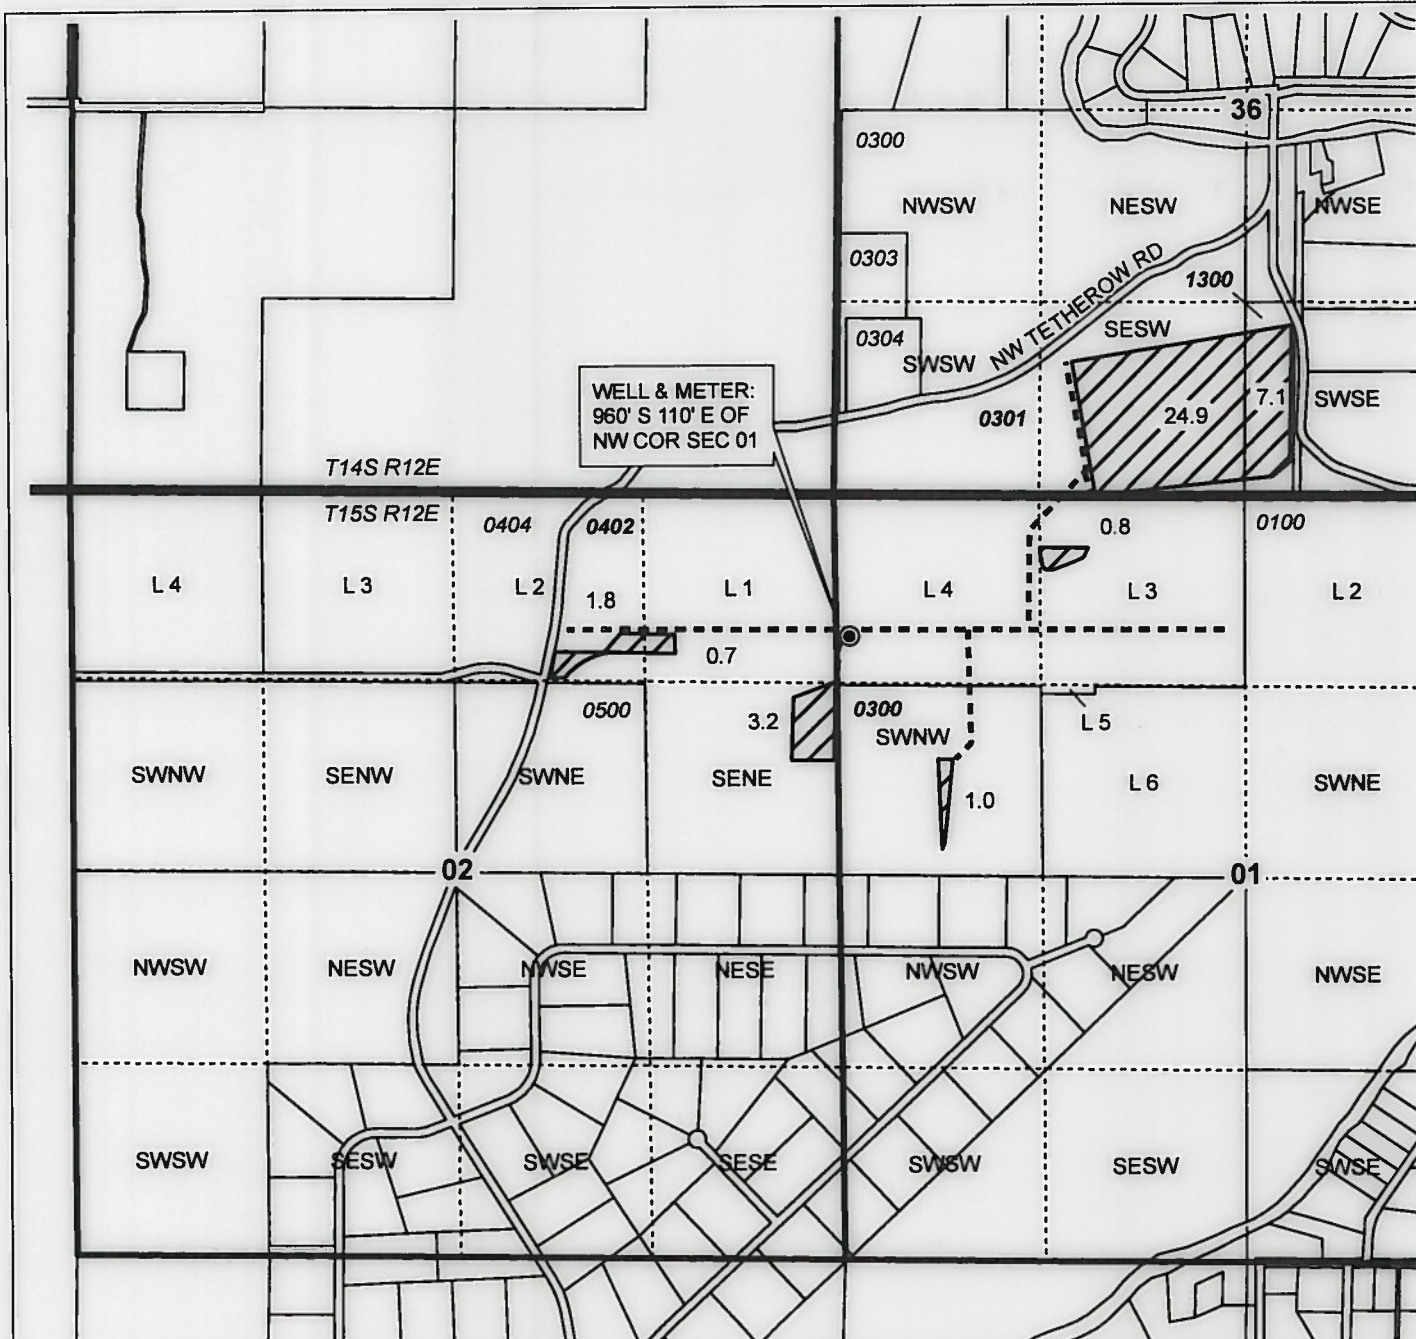 36
0300
NWSW
NESW
NWSE
0303
NW TETHEROW RD
1300
0304
SWSW
SESW
WELL & METER:
960' S 110' E OF
NW COR SEC 01
0301
24.9
7.1
SWSE
T14S R12E
T15S R12E
0404
0402
0.8
0100
L 4
L 3
L 2
1.8
L 1
L 4
L 3
L 2
0.7
0500
3.2
0300
SWNW
L 5
SWNW
SENW
SWNE
SENE
1.0
L 6
SWNE
02
01
NWSW
NESW
NWSE
NESE
NWSW
NESW
NWSE
SWSW
SESW
SWSE
SESE
SWSW
SESW
SWSE